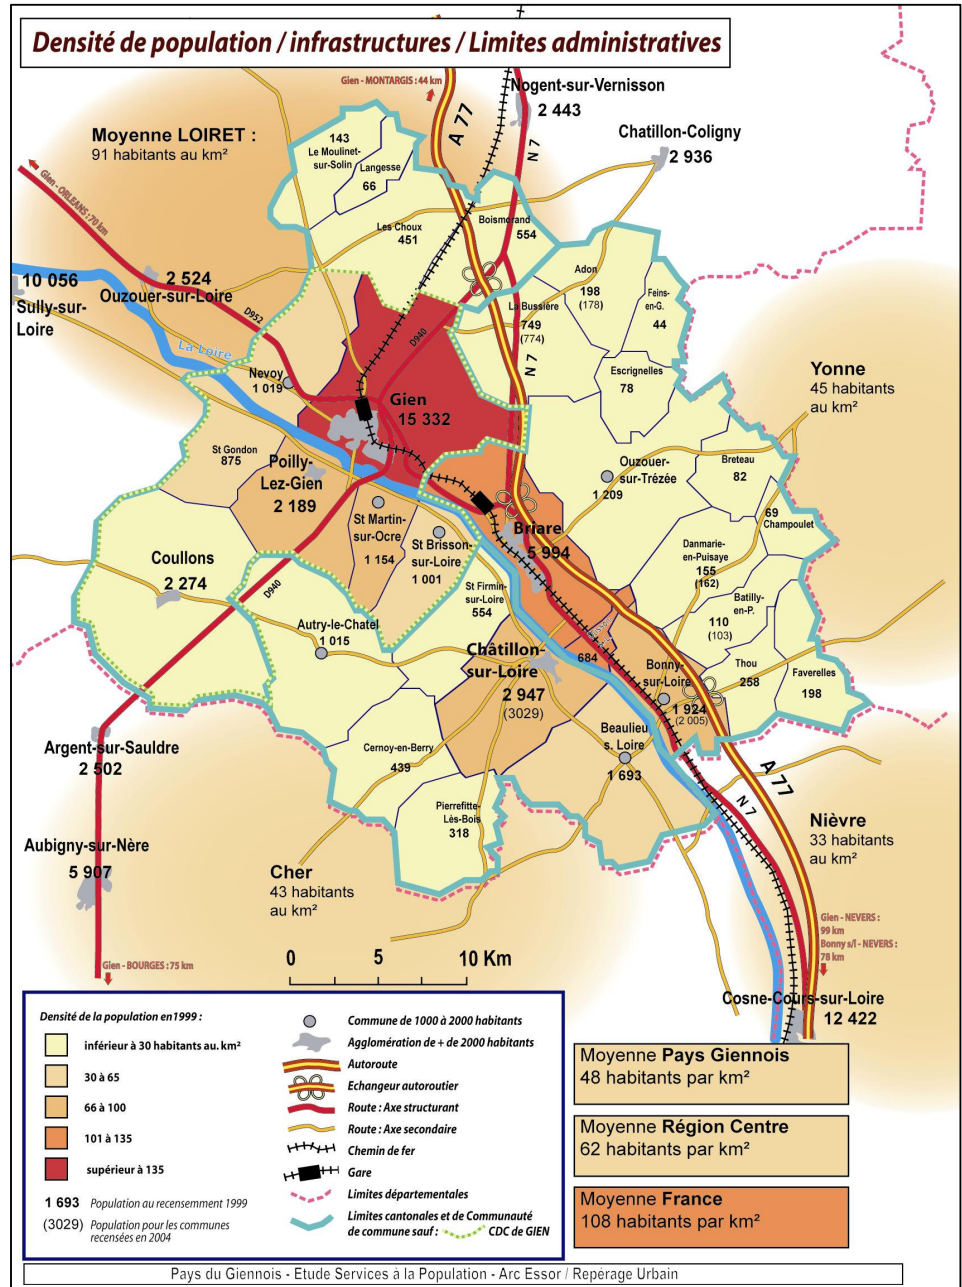 Densité de population / infrastructures / Limites administratives
Gien - MONTARGIS : 44 km
A 77
N 7
Nogent-sur-Vernisson
2 443
Chatillon-Coligny
2 936
Moyenne LOIRET :
91 habitants au km²
143
Le Moulinet-
sur-Solin
Langesse
66
Gien - ORLEANS : 70 km
Les Choux
451
Boismorand
554
10 056
Sully-sur-
Loire
2 524
Ouzouer-sur-Loire
D952
La Loire
Adon
198
(178)
Feins-
en-G.
44
La Bussière
749
(774)
D940
N 7
Nevoy
1 019
Gien
15 332
Escrignelles
78
Yonne
45 habitants
au km²
St Gondon
875
Poilly-
Lez-Gien
2 189
Ouzouer-
sur-Trézée
1 209
Breteau
82
69
Champoulet
St Martin-
sur-Ocre
1 154
St Brisson-
sur-Loire
1 001
Briare
5 994
Danmarie-
en-Puisaye
155
(162)
Coullons
2 274
D940
St Firmin-
sur-Loire
554
Batilly-
en-P.
110
(103)
Autry-le-Chatel
1 015
Châtillon-
sur-Loire
2 947
(3029)
684
Bonny-
sur-Loire
1 924
(2 005)
Thou
258
Faverelles
198
Argent-sur-Sauldre
2 502
Cernoy-en-Berry
439
Beaulieu
s. Loire
1 693
A 77
N 7
Pierrefitte-
Lès-Bois
318
Nièvre
33 habitants
au km²
Aubigny-sur-Nère
5 907
Cher
43 habitants
au km²
Gien - NEVERS :
99 km
Bonny s/l - NEVERS :
78 km
Gien - BOURGES : 75 km
0 5 10 Km
Cosne-Cours-sur-Loire
12 422
Densité de la population en1999 :
inférieur à 30 habitants au. km²
30 à 65
66 à 100
101 à 135
supérieur à 135
1 693 Population au recensemment 1999
(3029) Population pour les communes
recensées en 2004
Commune de 1000 à 2000 habitants
Agglomération de + de 2000 habitants
Autoroute
Echangeur autoroutier
Route : Axe structurant
Route : Axe secondaire
Chemin de fer
Gare
Limites départementales
Limites cantonales et de Communauté
de commune sauf : CDC de GIEN
Moyenne Pays Giennois
48 habitants par km²
Moyenne Région Centre
62 habitants par km²
Moyenne France
108 habitants par km²
Pays du Giennois - Etude Services à la Population - Arc Essor / Repérage Urbain